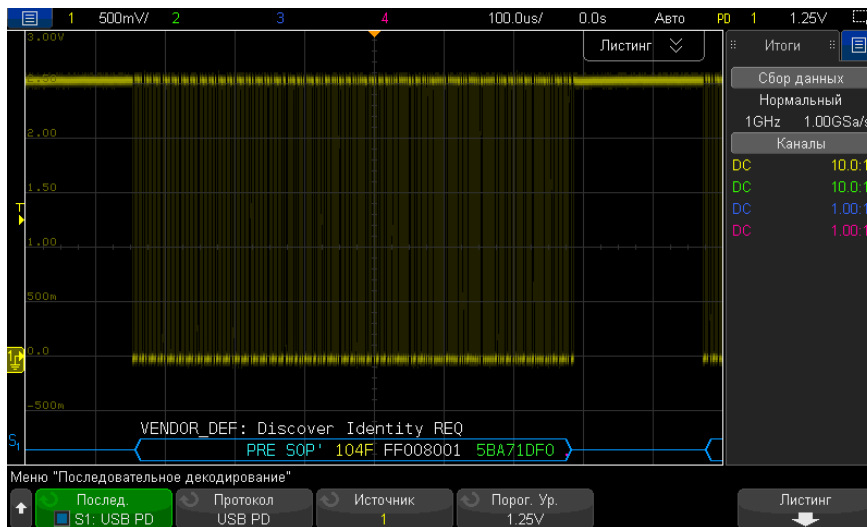 1 500mV/ 2 3 4 100.0us/ 0.0s Авто PD 1 1.25V
3.00V
Листинг
Итоги
2.50
Сбор данных
Нормальный
1GHz 1.00GSa/s
2.00
Каналы
DC 10.0:1
DC 10.0:1
1.50
DC 1.00:1
T
DC 1.00:1
1.00
500m
1
0.0
-500m
VENDOR_DEF: Discover Identity REQ
S1
PRE SOP' 104F FF008001 5BA71DF0
Меню "Последовательное декодирование"
Послед.
S1: USB PD
Протокол
USB PD
Источник
1
Порог. Ур.
1.25V
Листинг